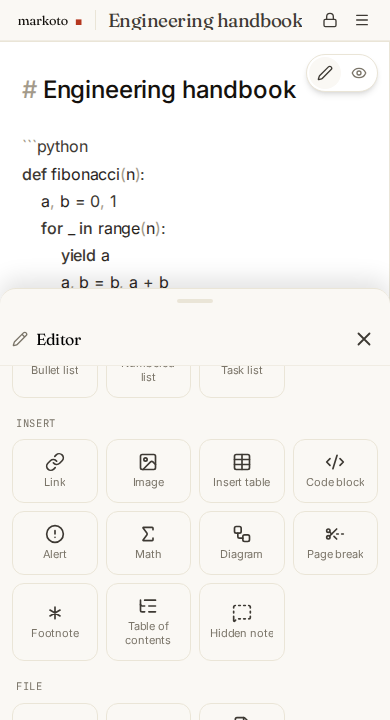 markoto
Engineering handbook
# Engineering handbook
```python
def fibonacci(n):
a, b = 0, 1
for _ in range(n):
yield a
a, b = b, a + b
Editor
Bullet list
Numbered list
Task list
INSERT
Link
Image
Insert table
Code block
Alert
Math
Diagram
Page break
Footnote
Table of
contents
Hidden note
FILE